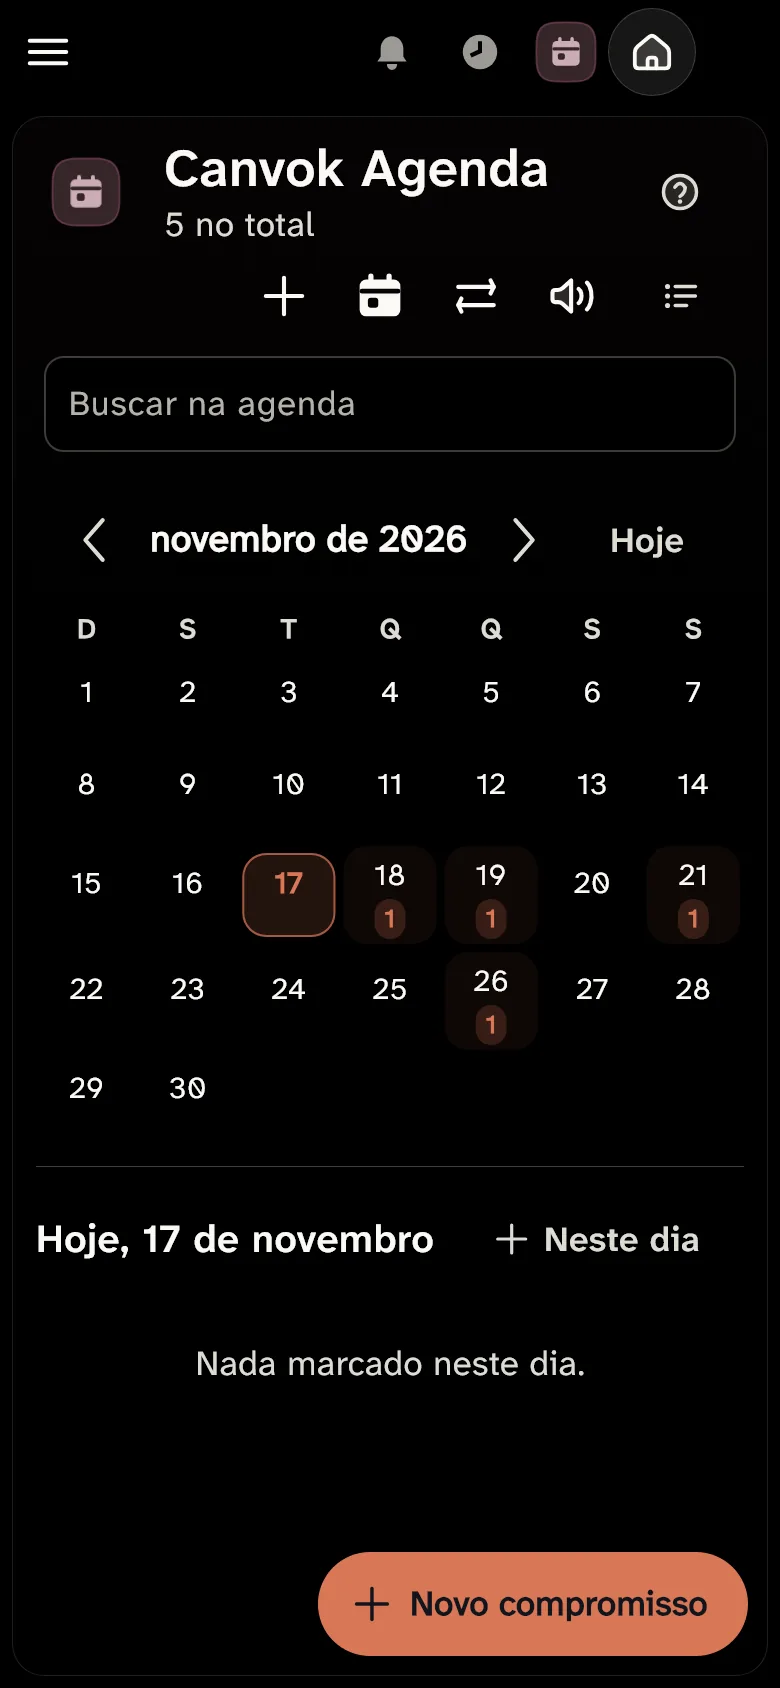 Canvok Agenda
5 no total
Buscar na agenda
novembro de 2026
Hoje
D S T Q Q S S
1 2 3 4 5 6 7
8 9 10 11 12 13 14
15 16 17 18 19 20 21
1 1 1
22 23 24 25 26 27 28
1
29 30
Hoje, 17 de novembro
Neste dia
Nada marcado neste dia.
Novo compromisso